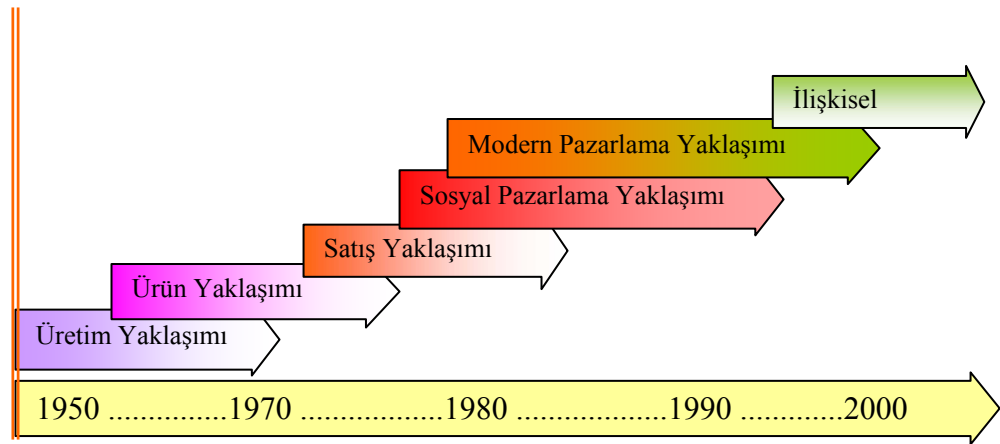 İlişkisel
Modern Pazarlama Yaklaşımı
Sosyal Pazarlama Yaklaşımı
Satış Yaklaşımı
Ürün Yaklaşımı
Üretim Yaklaşımı
1950 ..............1970 .................1980 ......................1990 ............2000